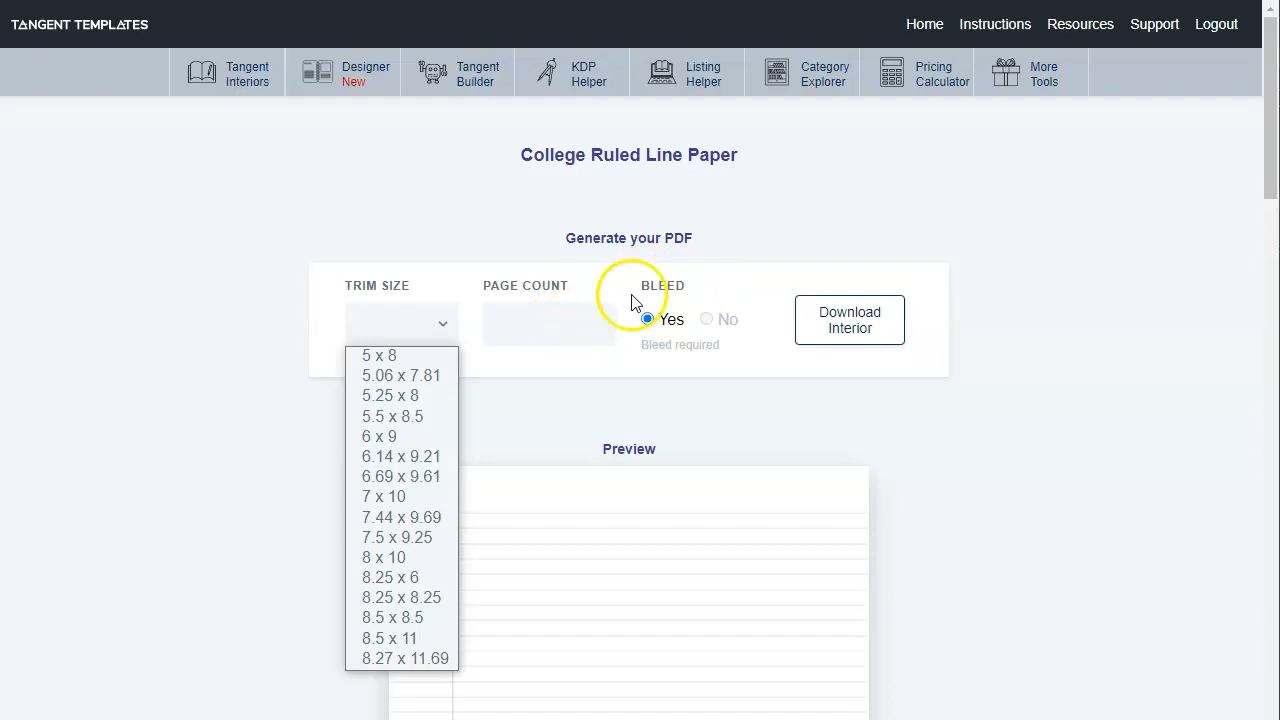 TANGENT TEMPLATES
Home Instructions Resources Support Logout
Tangent Interiors
Designer New
Tangent Builder
KDP Helper
Listing Helper
Category Explorer
Pricing Calculator
More Tools
College Ruled Line Paper
Generate your PDF
TRIM SIZE
PAGE COUNT
BLEED
Yes No
Bleed required
Download
Interior
5 x 8
5.06 x 7.81
5.25 x 8
5.5 x 8.5
6 x 9
6.14 x 9.21
6.69 x 9.61
7 x 10
7.44 x 9.69
7.5 x 9.25
8 x 10
8.25 x 6
8.25 x 8.25
8.5 x 8.5
8.5 x 11
8.27 x 11.69
Preview